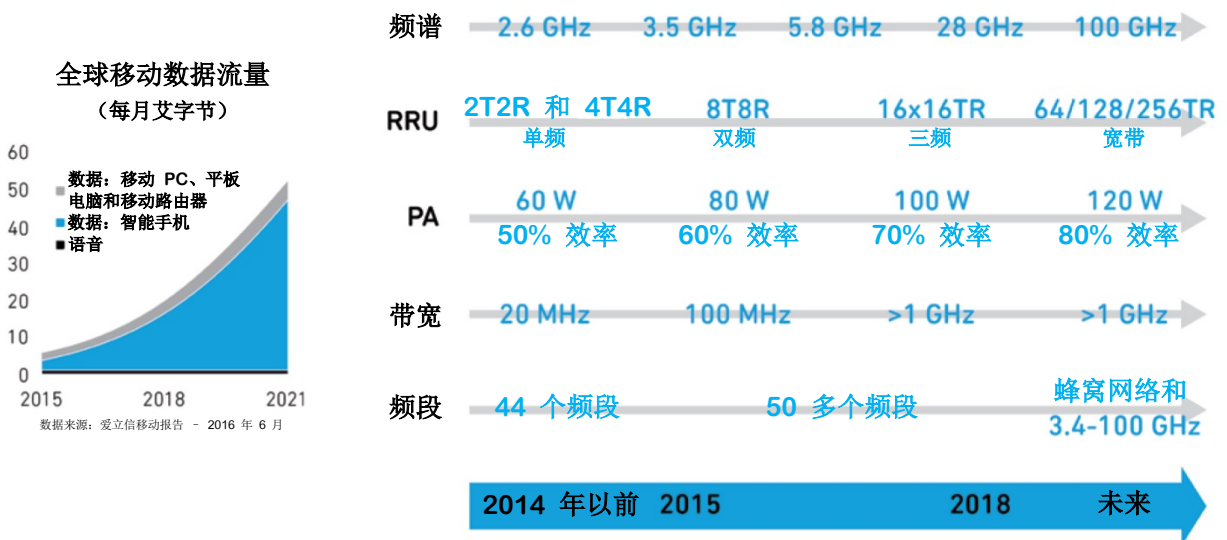 全球移动数据流量
（每月艾字节）
60
50
40
30
20
10
0
数据：移动 PC、平板
电脑和移动路由器
数据：智能手机
语音
2015 2018 2021
数据来源：爱立信移动报告 – 2016 年 6 月
频谱 2.6 GHz 3.5 GHz 5.8 GHz 28 GHz 100 GHz
RRU 2T2R 和 4T4R 8T8R 16x16TR 64/128/256TR
单频 双频 三频 宽带
PA 60 W 80 W 100 W 120 W
50% 效率 60% 效率 70% 效率 80% 效率
带宽 20 MHz 100 MHz >1 GHz >1 GHz
频段 44 个频段 50 多个频段 蜂窝网络和
3.4-100 GHz
2014 年以前 2015 2018 未来